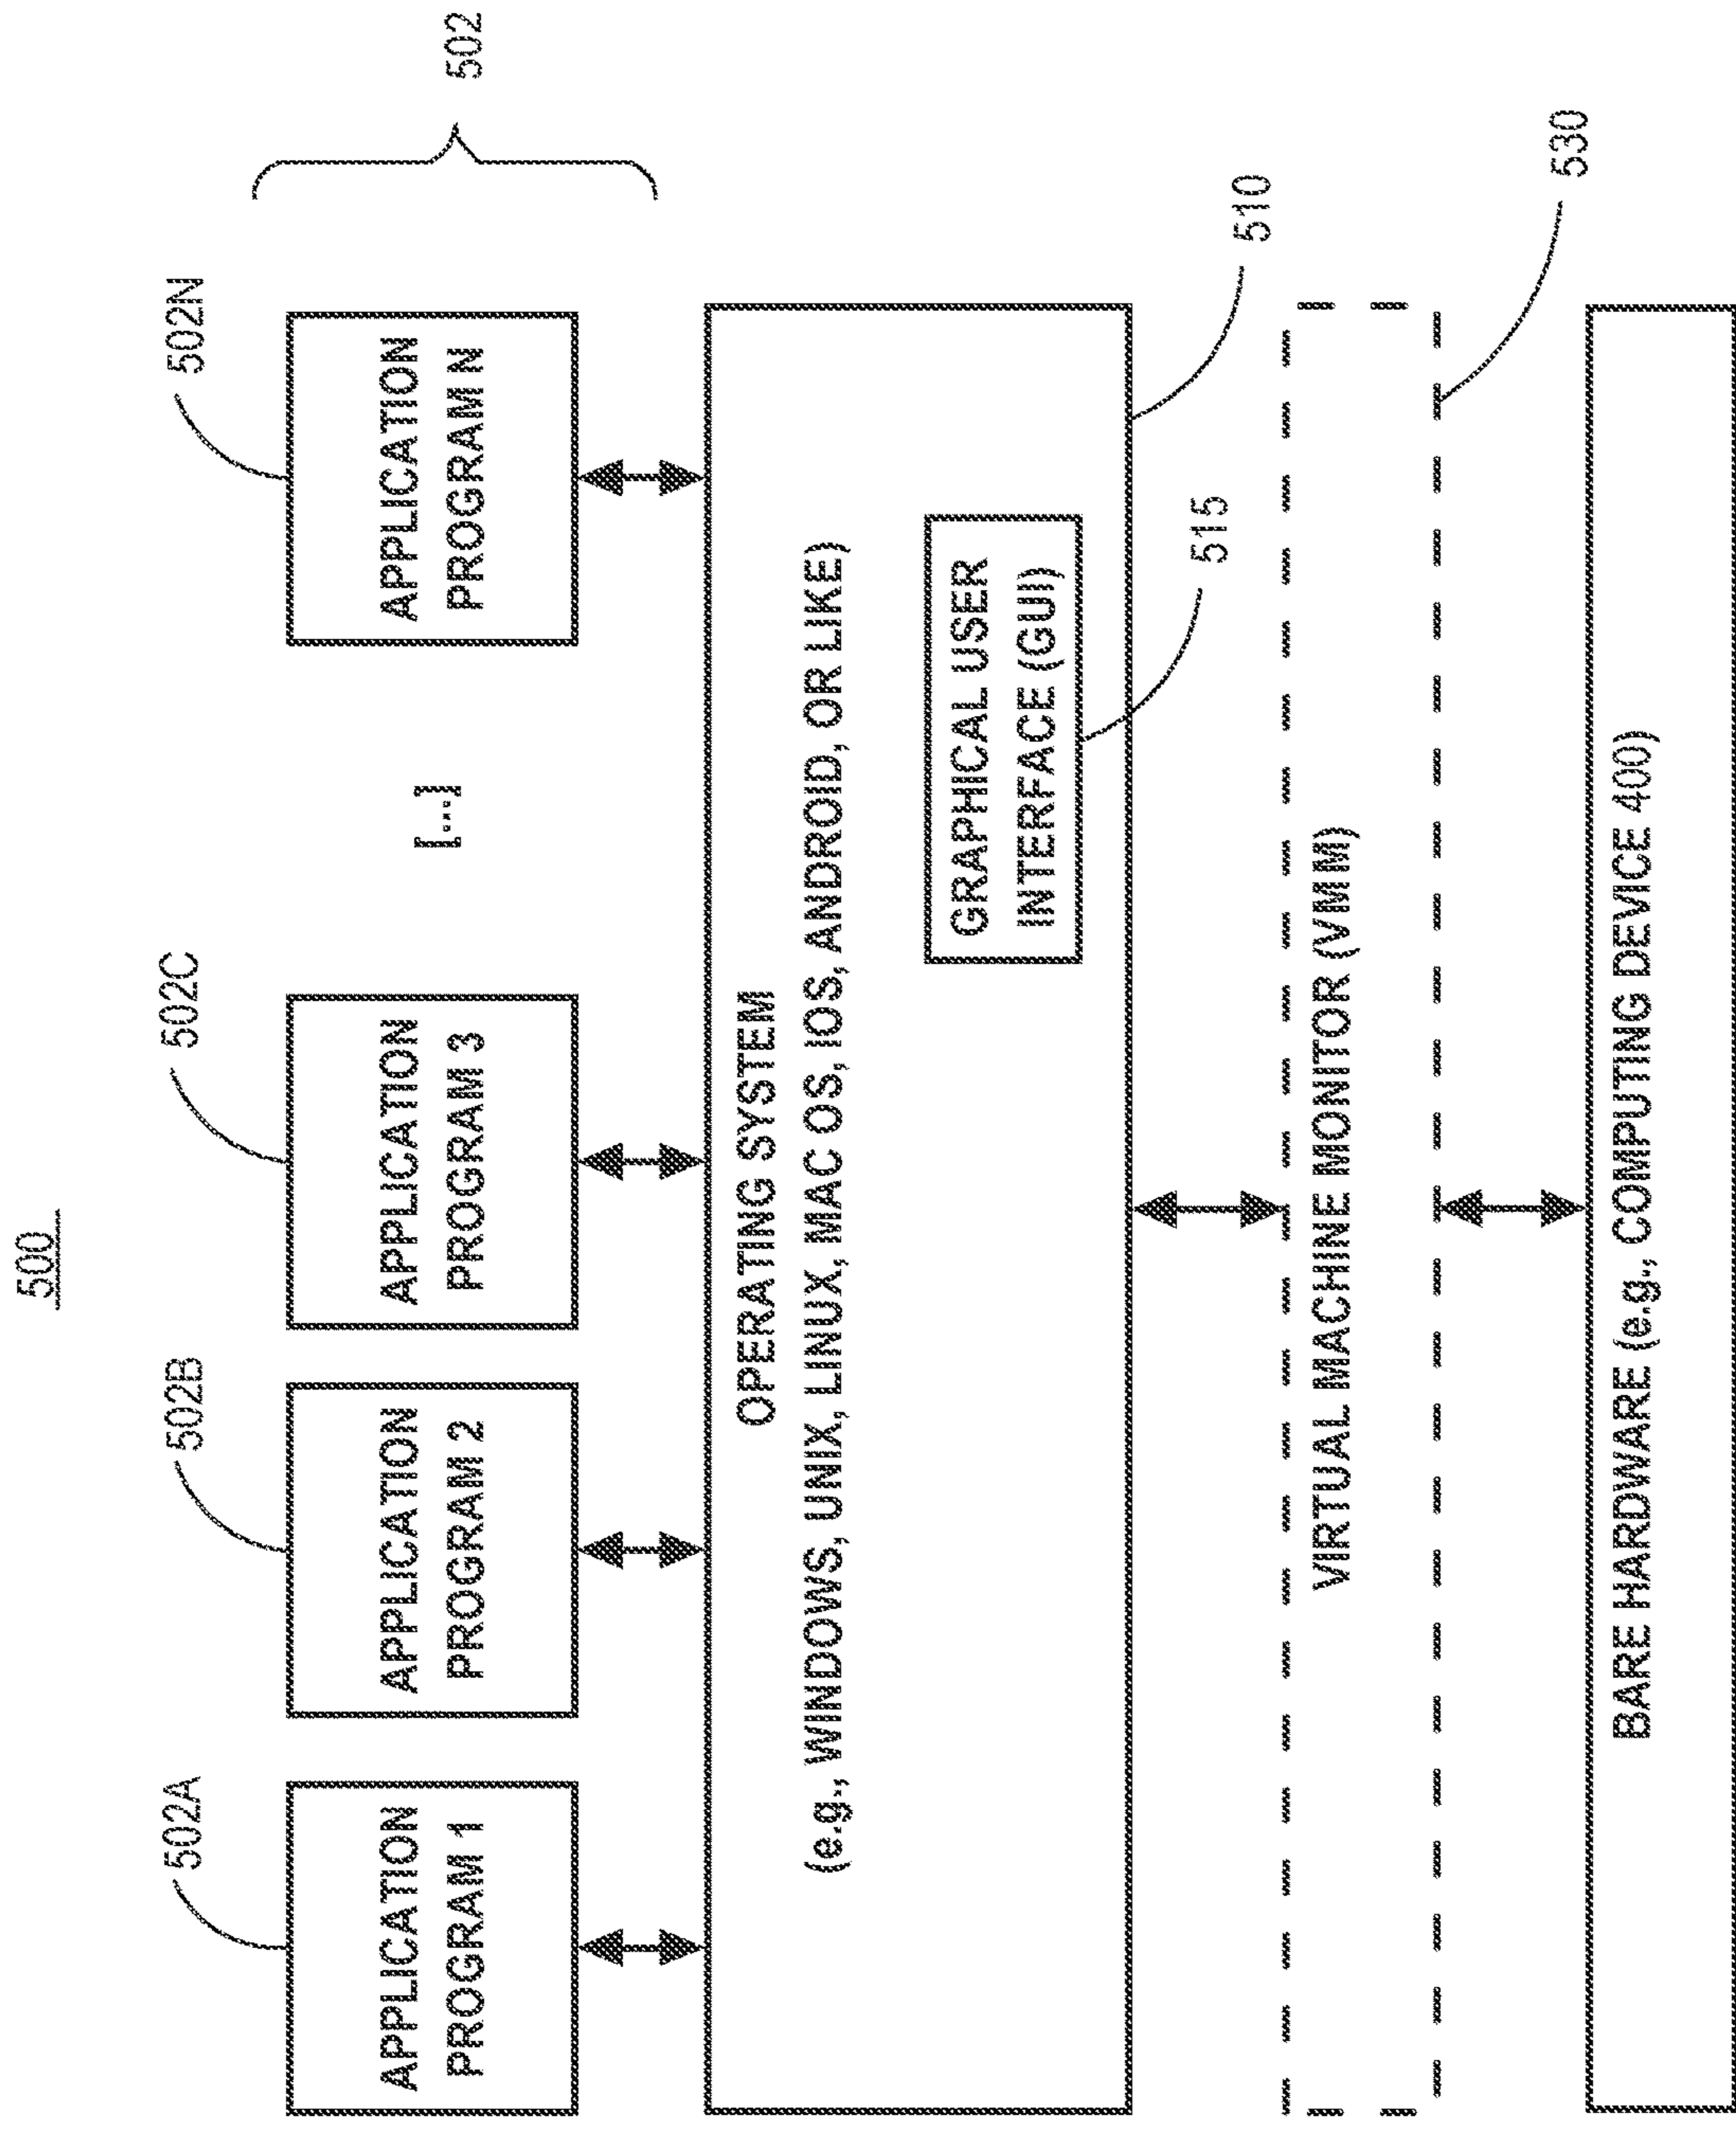 500
502A
502B
502C
502N
502
APPLICATION
PROGRAM 1
APPLICATION
PROGRAM 2
APPLICATION
PROGRAM 3
[...]
APPLICATION
PROGRAM N
OPERATING SYSTEM
(e.g., WINDOWS, UNIX, LINUX, MAC OS, IOS, ANDROID, OR LIKE)
GRAPHICAL USER
INTERFACE (GUI)
515
510
VIRTUAL MACHINE MONITOR (VMM)
530
BARE HARDWARE (e.g., COMPUTING DEVICE 400)